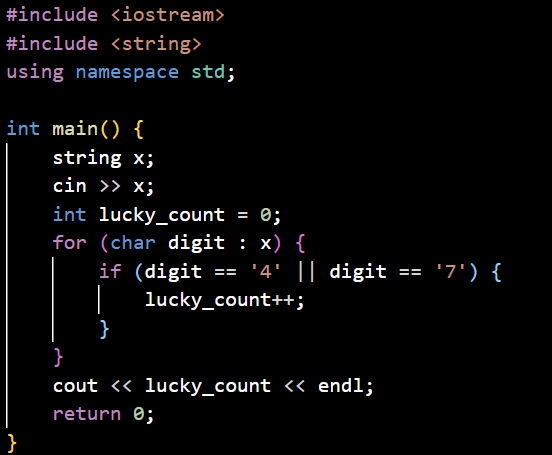 #include <iostream>
#include <string>
using namespace std;

int main() {
    string x;
    cin >> x;
    int lucky_count = 0;
    for (char digit : x) {
        if (digit == '4' || digit == '7') {
            lucky_count++;
        }
    }
    cout << lucky_count << endl;
    return 0;
}